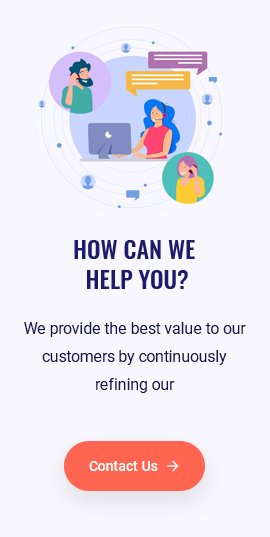 HOW CAN WE
HELP YOU?
We provide the best value to our
customers by continuously
refining our
Contact Us